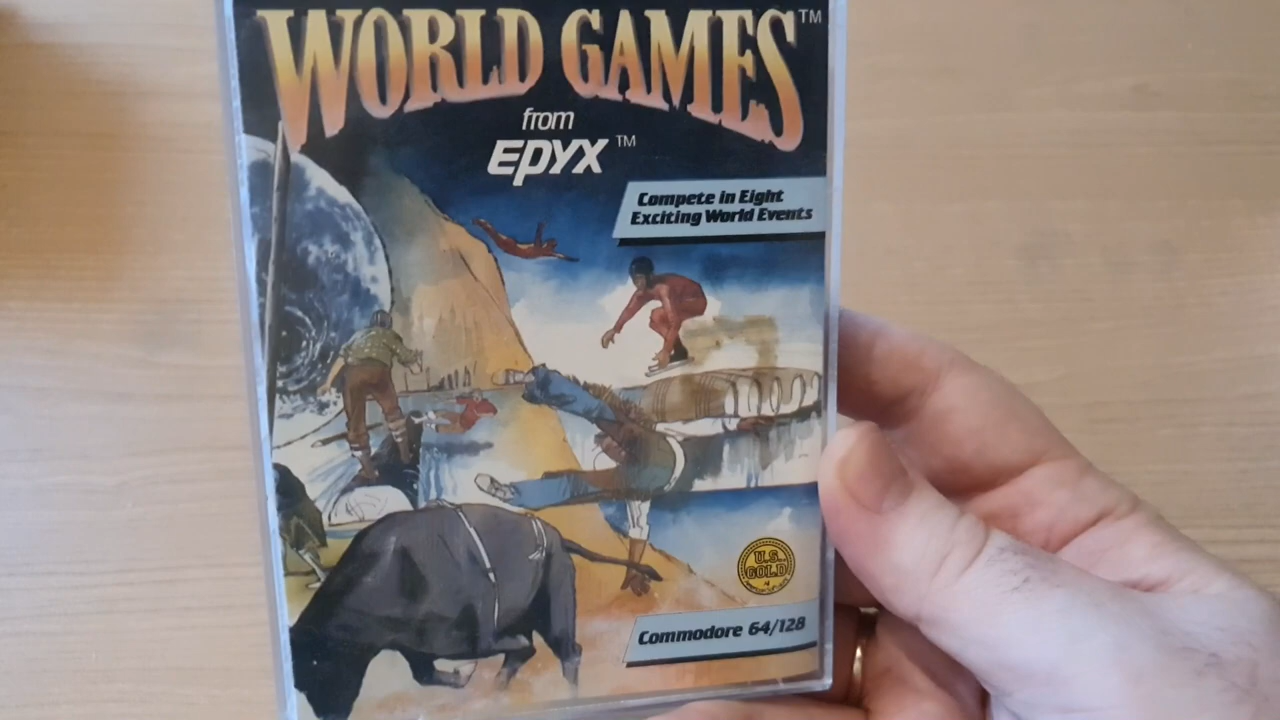 WORLD GAMES™
from
EPYX™
Compete in Eight
Exciting World Events
U.S.
GOLD
Commodore 64/128